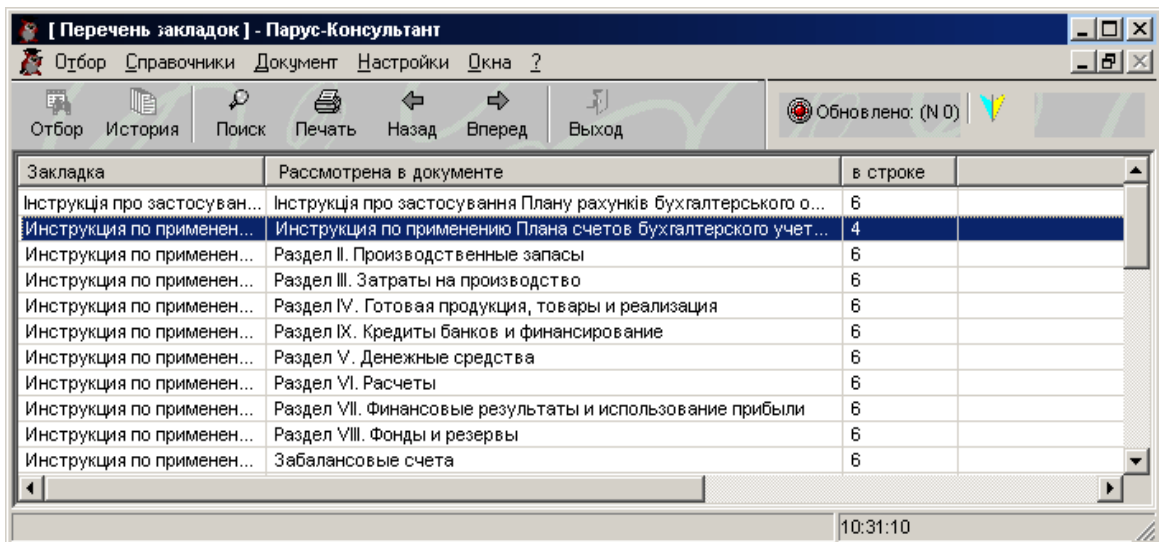 [ Перечень закладок ] - Парус-Консультант
Отбор Справочники Документ Настройки Окна ?
Отбор История Поиск Печать Назад Вперед Выход Обновлено: (N 0)
Закладка Рассмотрена в документе в строке
Інструкція про застосуван... Інструкція про застосування Плану рахунків бухгалтерського о... 6
Инструкция по применен... Инструкция по применению Плана счетов бухгалтерского учет... 4
Инструкция по применен... Раздел II. Производственные запасы 6
Инструкция по применен... Раздел III. Затраты на производство 6
Инструкция по применен... Раздел IV. Готовая продукция, товары и реализация 6
Инструкция по применен... Раздел IX. Кредиты банков и финансирование 6
Инструкция по применен... Раздел V. Денежные средства 6
Инструкция по применен... Раздел VI. Расчеты 6
Инструкция по применен... Раздел VII. Финансовые результаты и использование прибыли 6
Инструкция по применен... Раздел VIII. Фонды и резервы 6
Инструкция по применен... Забалансовые счета 6
10:31:10